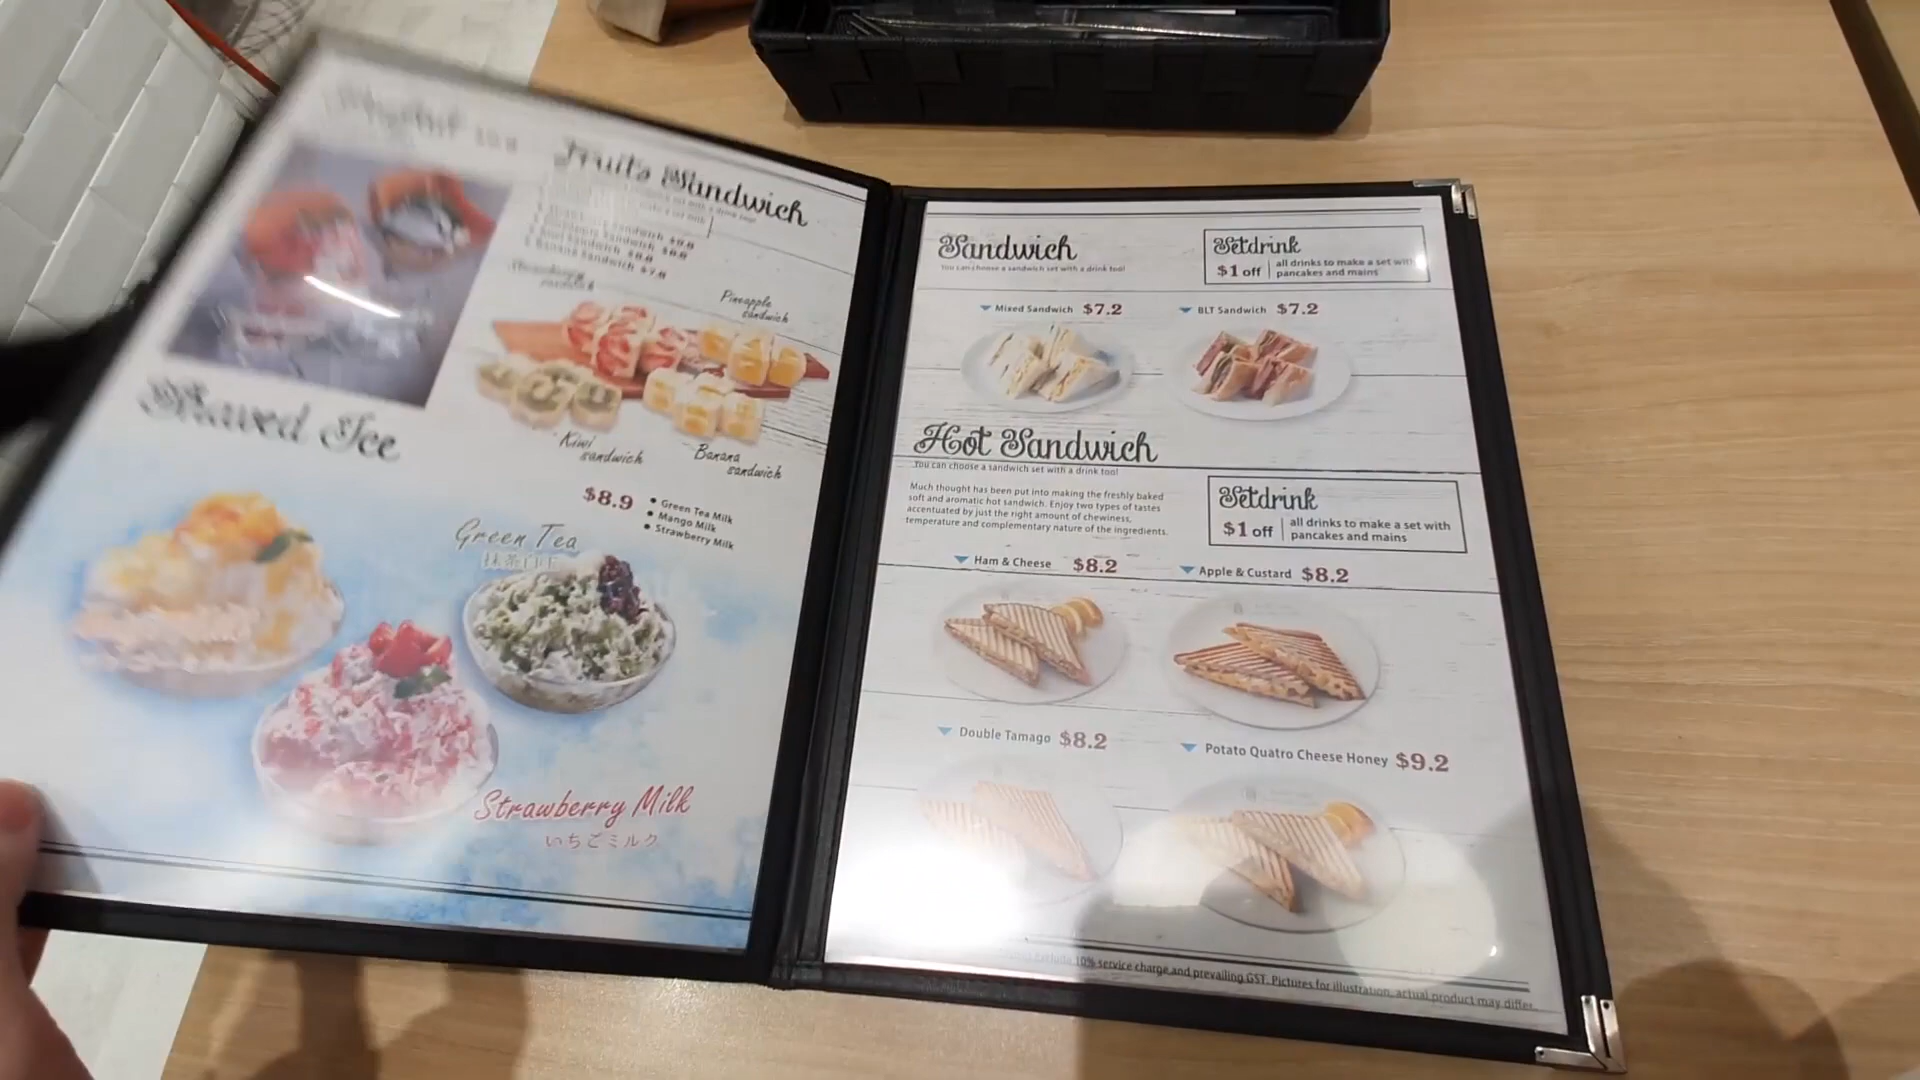 Fruits Sandwich
Sandwich $7.8
Strawberry
sandwich
Pineapple
sandwich
Kiwi
sandwich
Banana
sandwich
Shaved Ice
$8.9
• Green Tea Milk
• Mango Milk
• Strawberry Milk
Green Tea
Strawberry Milk
いちごミルク
Sandwich
You can choose a sandwich set with a drink too!
Setdrink
$1 off
all drinks to make a set with
pancakes and mains
Mixed Sandwich $7.2
BLT Sandwich $7.2
Hot Sandwich
You can choose a sandwich set with a drink too!
Much thought has been put into making the freshly baked
soft and aromatic hot sandwich. Enjoy two types of tastes
accentuated by just the right amount of chewiness,
temperature and complementary nature of the ingredients.
Setdrink
$1 off
all drinks to make a set with
pancakes and mains
Ham & Cheese $8.2
Apple & Custard $8.2
Double Tamago $8.2
Potato Quatro Cheese Honey $9.2
10% service charge and prevailing GST. Pictures for illustration, actual product may differ.